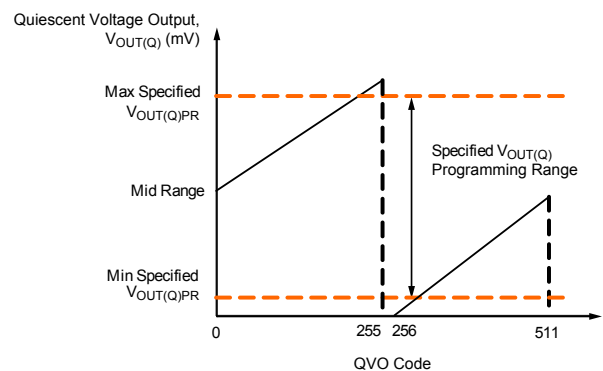 Quiescent Voltage Output,
VOUT(Q) (mV)
Max Specified
VOUT(Q)PR
Specified VOUT(Q)
Programming Range
Mid Range
Min Specified
VOUT(Q)PR
0
255
256
511
QVO Code